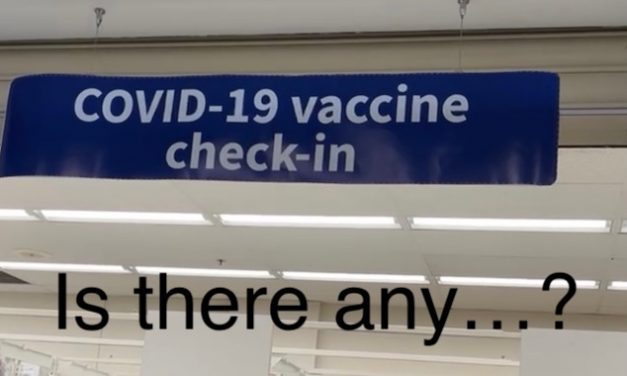 COVID-19 vaccine
check-in
Is there any...?